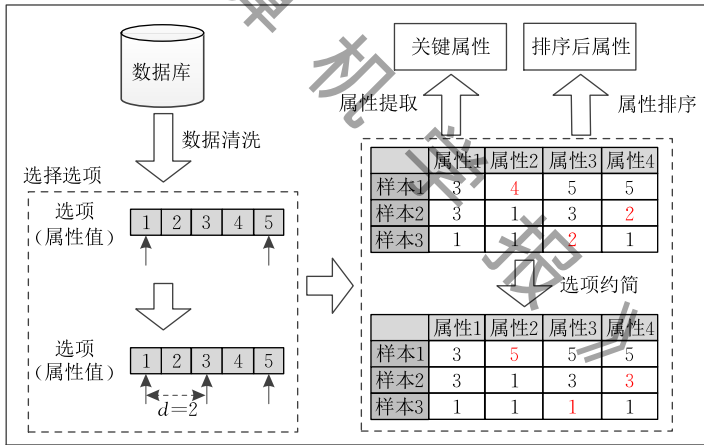 数据库
数据清洗
选择选项
选项
（属性值）
1 2 3 4 5
选项
（属性值）
1 2 3 4 5
d=2
关键属性
排序后属性
属性提取
属性排序
属性1 属性2 属性3 属性4
样本1 3 4 5 5
样本2 3 1 3 2
样本3 1 1 2 1
选项约简
属性1 属性2 属性3 属性4
样本1 3 5 5 5
样本2 3 1 3 3
样本3 1 1 1 1
机学报》